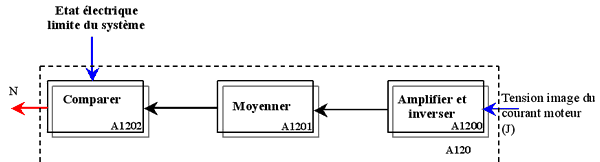 Etat électrique
limite du système
N
Comparer
A1202
Moyenner
A1201
Amplifier et
inverser
A1200
Tension image du
courant moteur
(J)
A120